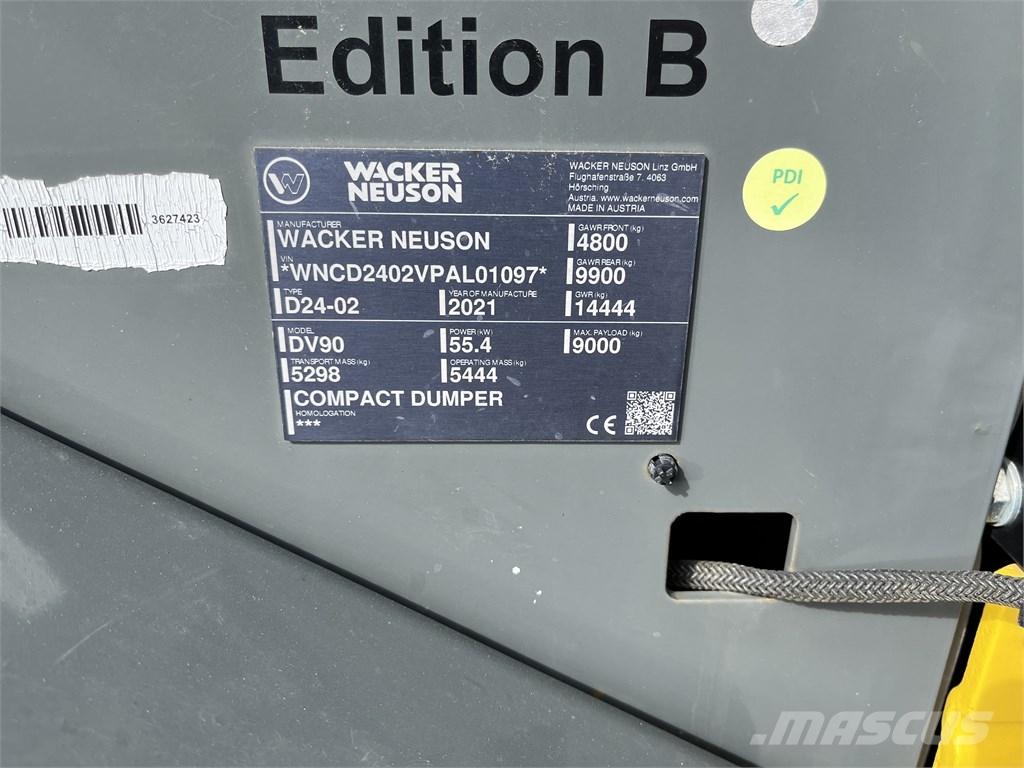 Edition B
WACKER
NEUSON
WACKER NEUSON Linz GmbH
Flughafenstraße 7, 4063
Hörsching
Austria, www.wackerneuson.com
MADE IN AUSTRIA
PDI
3627423
MANUFACTURER
WACKER NEUSON
GAWR FRONT (kg)
4800
VIN
*WNCD2402VPAL01097*
GAWR REAR (kg)
9900
TYPE
D24-02
YEAR OF MANUFACTURE
2021
GWR (kg)
14444
MODEL
DV90
POWER (kW)
55.4
MAX. PAYLOAD (kg)
9000
TRANSPORT MASS (kg)
5298
OPERATING MASS (kg)
5444
COMPACT DUMPER
HOMOLOGATION
***
CE
MASCUS